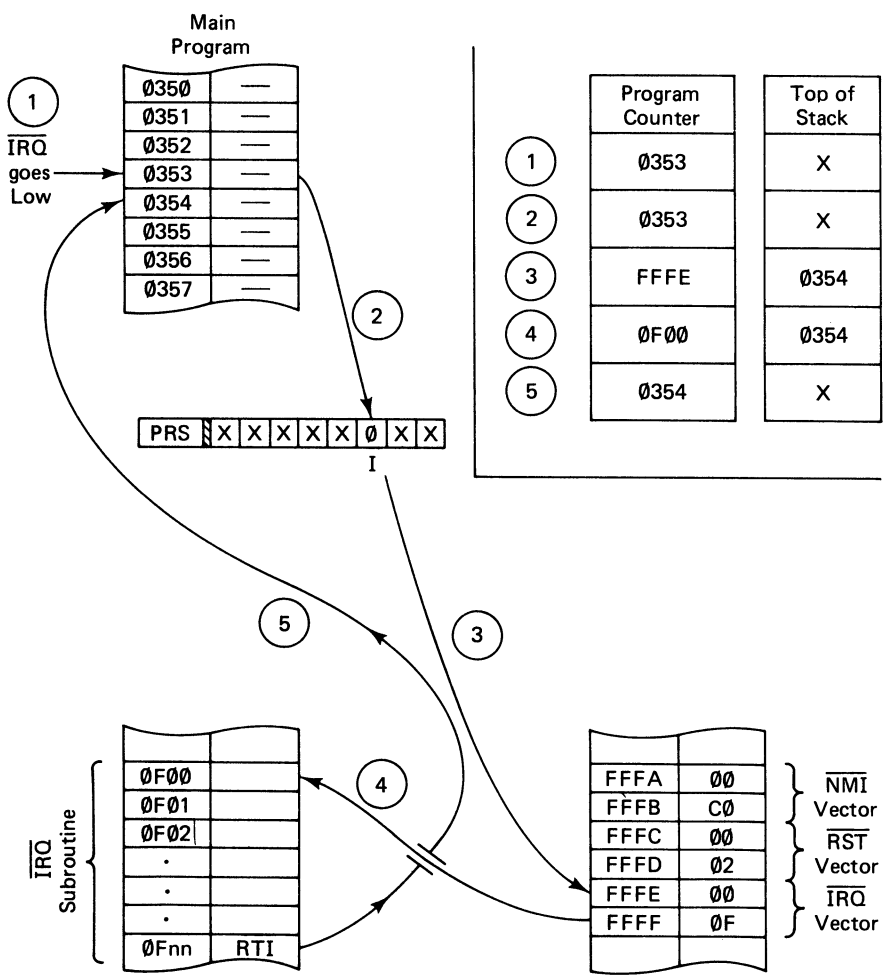 Main
Program
1
IRQ
goes
Low
Ø35Ø —
Ø351 —
Ø352 —
Ø353 —
Ø354 —
Ø355 —
Ø356 —
Ø357 —
2
PRS X X X X X Ø X X
I
Program Counter
Top of Stack
1 Ø353 X
2 Ø353 X
3 FFFE Ø354
4 ØFØØ Ø354
5 Ø354 X
5
3
4
IRQ
Subroutine
ØFØØ
ØFØ1
ØFØ2
.
.
.
ØFnn RTI
FFFA ØØ
FFFB CØ
FFFC ØØ
FFFD Ø2
FFFE ØØ
FFFF ØF
NMI
Vector
RST
Vector
IRQ
Vector